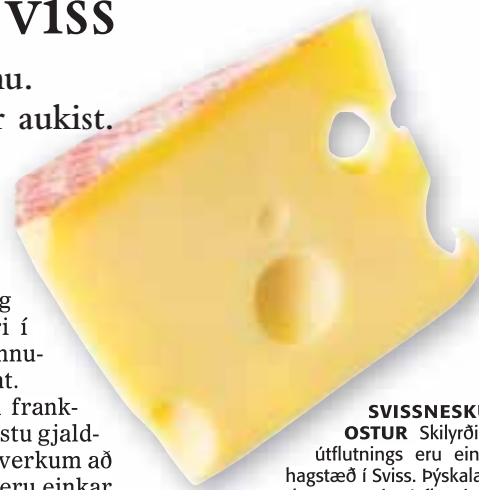 viss
nu.
r aukist.
g
i í
nnu-
nt.
frank-
stu gjald-
verkum að
eru einkar
SVISSNESKU
OSTUR Skilyrði
útflutnings eru ein
hagstæð í Sviss. Þýskala